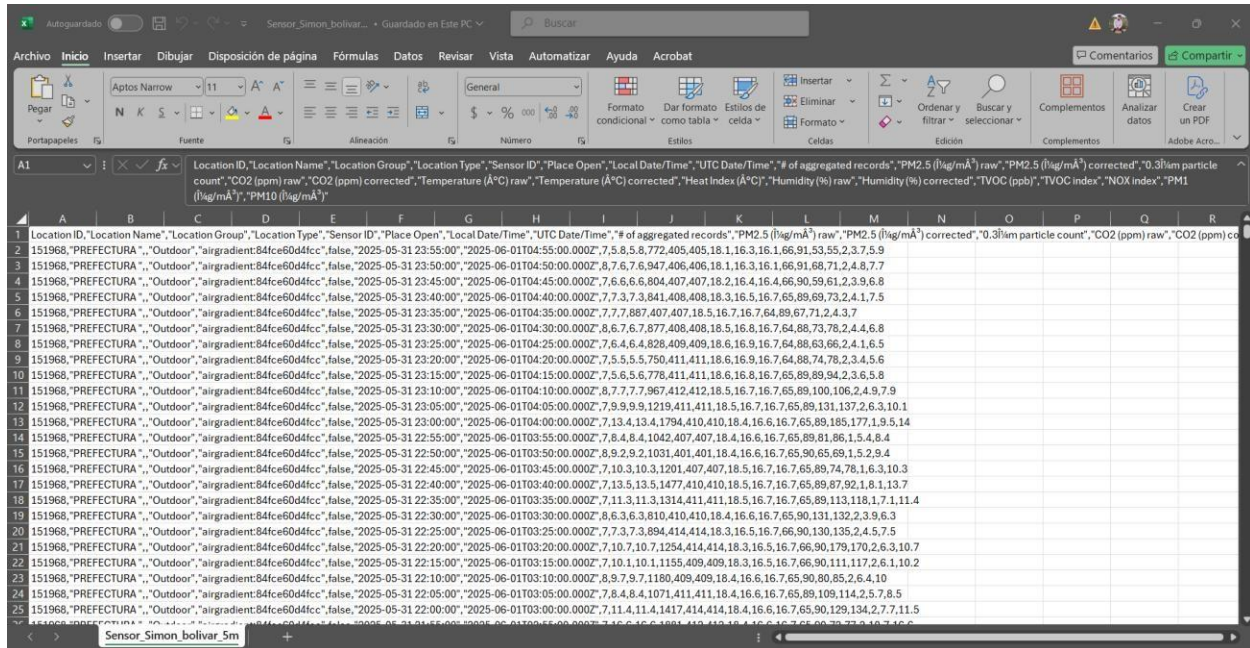 Autoguardado
Sensor_Simon_bolivar... • Guardado en Este PC
Buscar
Archivo Inicio Insertar Dibujar Disposición de página Fórmulas Datos Revisar Vista Automatizar Ayuda Acrobat
Comentarios Compartir
Pegar
Aptos Narrow 11
N K S
General
$ % 000
Formato condicional
Dar formato como tabla
Estilos de celda
Insertar
Eliminar
Formato
Ordenar y filtrar
Buscar y seleccionar
Complementos
Analizar datos
Crear un PDF
Portapapeles Fuente Alineación Número Estilos Celdas Edición Complementos Adobe Acro...
A1 fx Location ID,"Location Name","Location Group","Location Type","Sensor ID","Place Open","Local Date/Time","UTC Date/Time","# of aggregated records","PM2.5 (Î¼g/mÂ³) raw","PM2.5 (Î¼g/mÂ³) corrected","0.3Î¼m particle
count","CO2 (ppm) raw","CO2 (ppm) corrected","Temperature (Â°C) raw","Temperature (Â°C) corrected","Heat Index (Â°C)","Humidity (%) raw","Humidity (%) corrected","TVOC (ppb)","TVOC index","NOX index","PM1
(Î¼g/mÂ³)","PM10 (Î¼g/mÂ³)"
A B C D E F G H I J K L M N O P Q R
1 Location ID,"Location Name","Location Group","Location Type","Sensor ID","Place Open","Local Date/Time","UTC Date/Time","# of aggregated records","PM2.5 (Î¼g/mÂ³) raw","PM2.5 (Î¼g/mÂ³) corrected","0.3Î¼m particle count","CO2 (ppm) raw","CO2 (ppm) co
2 151968,"PREFECTURA ",,"Outdoor","airgradient:84fce60d4fcc",false,"2025-05-31 23:55:00","2025-06-01T04:55:00.000Z",7,5.8,5.8,772,405,405,18.1,16.3,16.1,66,91,53,55,2,3.7,5.9
3 151968,"PREFECTURA ",,"Outdoor","airgradient:84fce60d4fcc",false,"2025-05-31 23:50:00","2025-06-01T04:50:00.000Z",8,7.6,7.6,947,406,406,18.1,16.3,16.1,66,91,68,71,2,4.8,7.7
4 151968,"PREFECTURA ",,"Outdoor","airgradient:84fce60d4fcc",false,"2025-05-31 23:45:00","2025-06-01T04:45:00.000Z",7,6.6,6.6,804,407,407,18.2,16.4,16.4,66,90,59,61,2,3.9,6.8
5 151968,"PREFECTURA ",,"Outdoor","airgradient:84fce60d4fcc",false,"2025-05-31 23:40:00","2025-06-01T04:40:00.000Z",7,7.3,7.3,841,408,408,18.3,16.5,16.7,65,89,69,73,2,4.1,7.5
6 151968,"PREFECTURA ",,"Outdoor","airgradient:84fce60d4fcc",false,"2025-05-31 23:35:00","2025-06-01T04:35:00.000Z",7,7,7,887,407,407,18.5,16.7,16.7,64,89,67,71,2,4.3,7
7 151968,"PREFECTURA ",,"Outdoor","airgradient:84fce60d4fcc",false,"2025-05-31 23:30:00","2025-06-01T04:30:00.000Z",8,6.7,6.7,877,408,408,18.5,16.8,16.7,64,88,73,78,2,4.4,6.8
8 151968,"PREFECTURA ",,"Outdoor","airgradient:84fce60d4fcc",false,"2025-05-31 23:25:00","2025-06-01T04:25:00.000Z",7,6.4,6.4,828,409,409,18.6,16.9,16.7,64,88,63,66,2,4.1,6.5
9 151968,"PREFECTURA ",,"Outdoor","airgradient:84fce60d4fcc",false,"2025-05-31 23:20:00","2025-06-01T04:20:00.000Z",7,5.5,5.5,750,411,411,18.6,16.9,16.7,64,88,74,78,2,3.4,5.6
10 151968,"PREFECTURA ",,"Outdoor","airgradient:84fce60d4fcc",false,"2025-05-31 23:15:00","2025-06-01T04:15:00.000Z",7,5.6,5.6,778,411,411,18.6,16.8,16.7,65,89,89,94,2,3.6,5.8
11 151968,"PREFECTURA ",,"Outdoor","airgradient:84fce60d4fcc",false,"2025-05-31 23:10:00","2025-06-01T04:10:00.000Z",8,7.7,7.7,967,412,412,18.5,16.7,16.7,65,89,100,106,2,4.9,7.9
12 151968,"PREFECTURA ",,"Outdoor","airgradient:84fce60d4fcc",false,"2025-05-31 23:05:00","2025-06-01T04:05:00.000Z",7,9.9,9.9,1219,411,411,18.5,16.7,16.7,65,89,131,137,2,6.3,10.1
13 151968,"PREFECTURA ",,"Outdoor","airgradient:84fce60d4fcc",false,"2025-05-31 23:00:00","2025-06-01T04:00:00.000Z",7,13.4,13.4,1794,410,410,18.4,16.6,16.7,65,89,185,177,1,9.5,14
14 151968,"PREFECTURA ",,"Outdoor","airgradient:84fce60d4fcc",false,"2025-05-31 22:55:00","2025-06-01T03:55:00.000Z",7,8.4,8.4,1042,407,407,18.4,16.6,16.7,65,89,81,86,1,5.4,8.4
15 151968,"PREFECTURA ",,"Outdoor","airgradient:84fce60d4fcc",false,"2025-05-31 22:50:00","2025-06-01T03:50:00.000Z",8,9.2,9.2,1031,401,401,18.4,16.6,16.7,65,90,65,69,1,5.2,9.4
16 151968,"PREFECTURA ",,"Outdoor","airgradient:84fce60d4fcc",false,"2025-05-31 22:45:00","2025-06-01T03:45:00.000Z",7,10.3,10.3,1201,407,407,18.5,16.7,16.7,65,89,74,78,1,6.3,10.3
17 151968,"PREFECTURA ",,"Outdoor","airgradient:84fce60d4fcc",false,"2025-05-31 22:40:00","2025-06-01T03:40:00.000Z",7,13.5,13.5,1477,410,410,18.5,16.7,16.7,65,89,87,92,1,8.1,13.7
18 151968,"PREFECTURA ",,"Outdoor","airgradient:84fce60d4fcc",false,"2025-05-31 22:35:00","2025-06-01T03:35:00.000Z",7,11.3,11.3,1314,411,411,18.5,16.7,16.7,65,89,113,118,1,7.1,11.4
19 151968,"PREFECTURA ",,"Outdoor","airgradient:84fce60d4fcc",false,"2025-05-31 22:30:00","2025-06-01T03:30:00.000Z",8,6.3,6.3,810,410,410,18.4,16.6,16.7,65,90,131,132,2,3.9,6.3
20 151968,"PREFECTURA ",,"Outdoor","airgradient:84fce60d4fcc",false,"2025-05-31 22:25:00","2025-06-01T03:25:00.000Z",7,7.3,7.3,894,414,414,18.3,16.5,16.7,66,90,130,135,2,4.5,7.5
21 151968,"PREFECTURA ",,"Outdoor","airgradient:84fce60d4fcc",false,"2025-05-31 22:20:00","2025-06-01T03:20:00.000Z",7,10.7,10.7,1254,414,414,18.3,16.5,16.7,66,90,179,170,2,6.3,10.7
22 151968,"PREFECTURA ",,"Outdoor","airgradient:84fce60d4fcc",false,"2025-05-31 22:15:00","2025-06-01T03:15:00.000Z",7,10.1,10.1,1155,409,409,18.3,16.5,16.7,66,90,111,117,2,6.1,10.2
23 151968,"PREFECTURA ",,"Outdoor","airgradient:84fce60d4fcc",false,"2025-05-31 22:10:00","2025-06-01T03:10:00.000Z",8,9.7,9.7,1180,409,409,18.4,16.6,16.7,65,90,80,85,2,6.4,10
24 151968,"PREFECTURA ",,"Outdoor","airgradient:84fce60d4fcc",false,"2025-05-31 22:05:00","2025-06-01T03:05:00.000Z",7,8.4,8.4,1071,411,411,18.4,16.6,16.7,65,89,109,114,2,5.7,8.5
25 151968,"PREFECTURA ",,"Outdoor","airgradient:84fce60d4fcc",false,"2025-05-31 22:00:00","2025-06-01T03:00:00.000Z",7,11.4,11.4,1417,414,414,18.4,16.6,16.7,65,90,129,134,2,7.7,11.5
Sensor_Simon_bolivar_5m